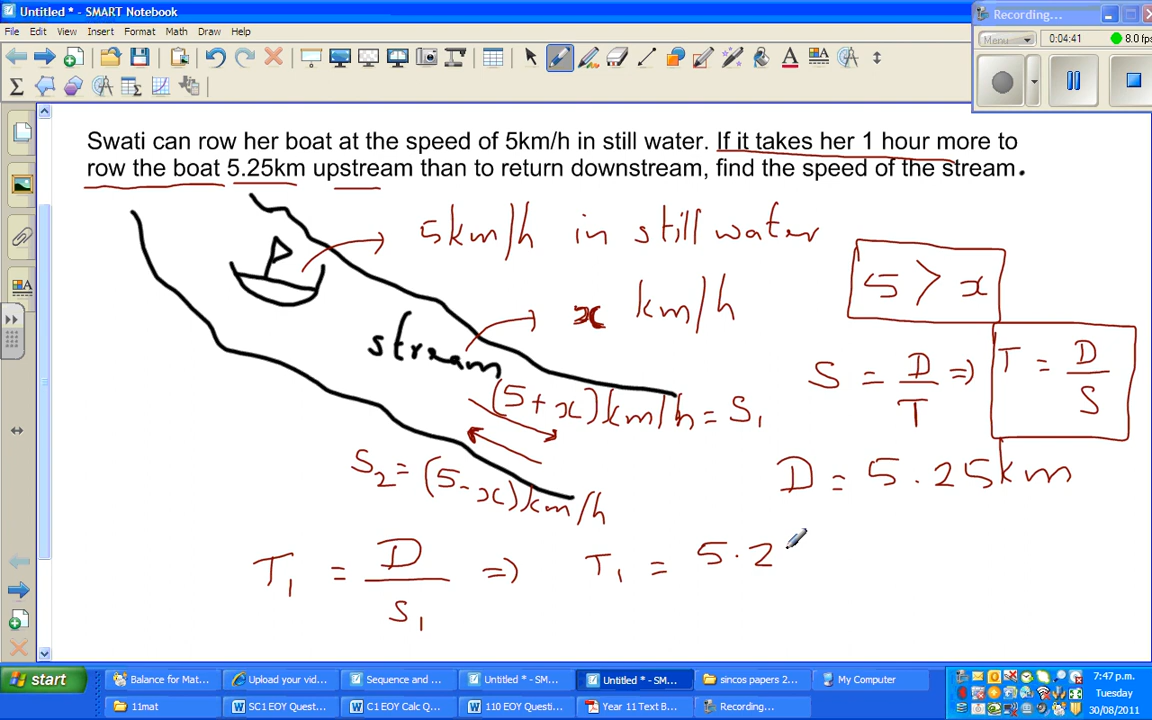 Untitled * - SMART Notebook
Recording...
File Edit View Insert Format Math Draw Help
Menu 0:04:41 8.0 fps
Swati can row her boat at the speed of 5km/h in still water. If it takes her 1 hour more to
row the boat 5.25km upstream than to return downstream, find the speed of the stream.
5km/h in still water
5 > x
x km/h
stream
S = D/T => T = D/S
(5+x)km/h = S₁
S₂ = (5-x)km/h
D = 5.25km
T₁ = D/S₁ => T₁ = 5.2
start
Balance for Mat...
Upload your vid...
Sequence and ...
Untitled * - SM...
Untitled * - SM...
sincos papers 2...
My Computer
7:47 p.m.
11mat
SC1 EOY Quest...
C1 EOY Calc Q...
110 EOY Questi...
Year 11 Text B...
Recording...
Tuesday
30/08/2011